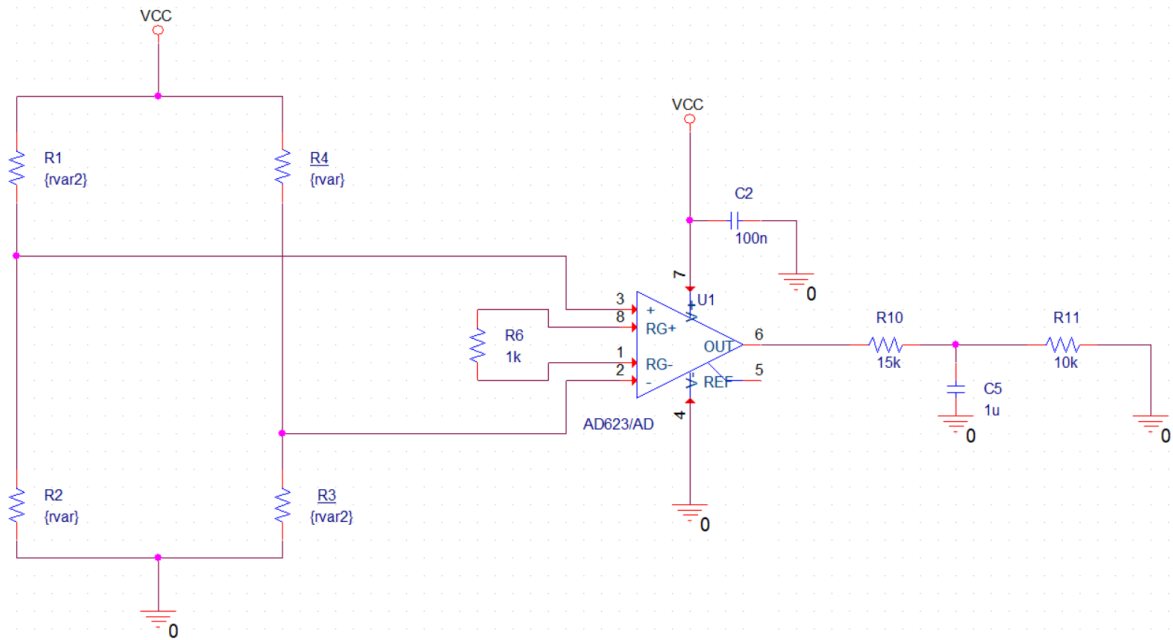 VCC
R1
{rvar2}
R4
{rvar}
VCC
C2
100n
0
7
U1
V+
3
+
8
RG+
R6
1k
1
RG-
2
-
OUT
6
REF
5
V-
4
AD623/AD
0
R10
15k
R11
10k
C5
1u
0
0
R2
{rvar}
R3
{rvar2}
0